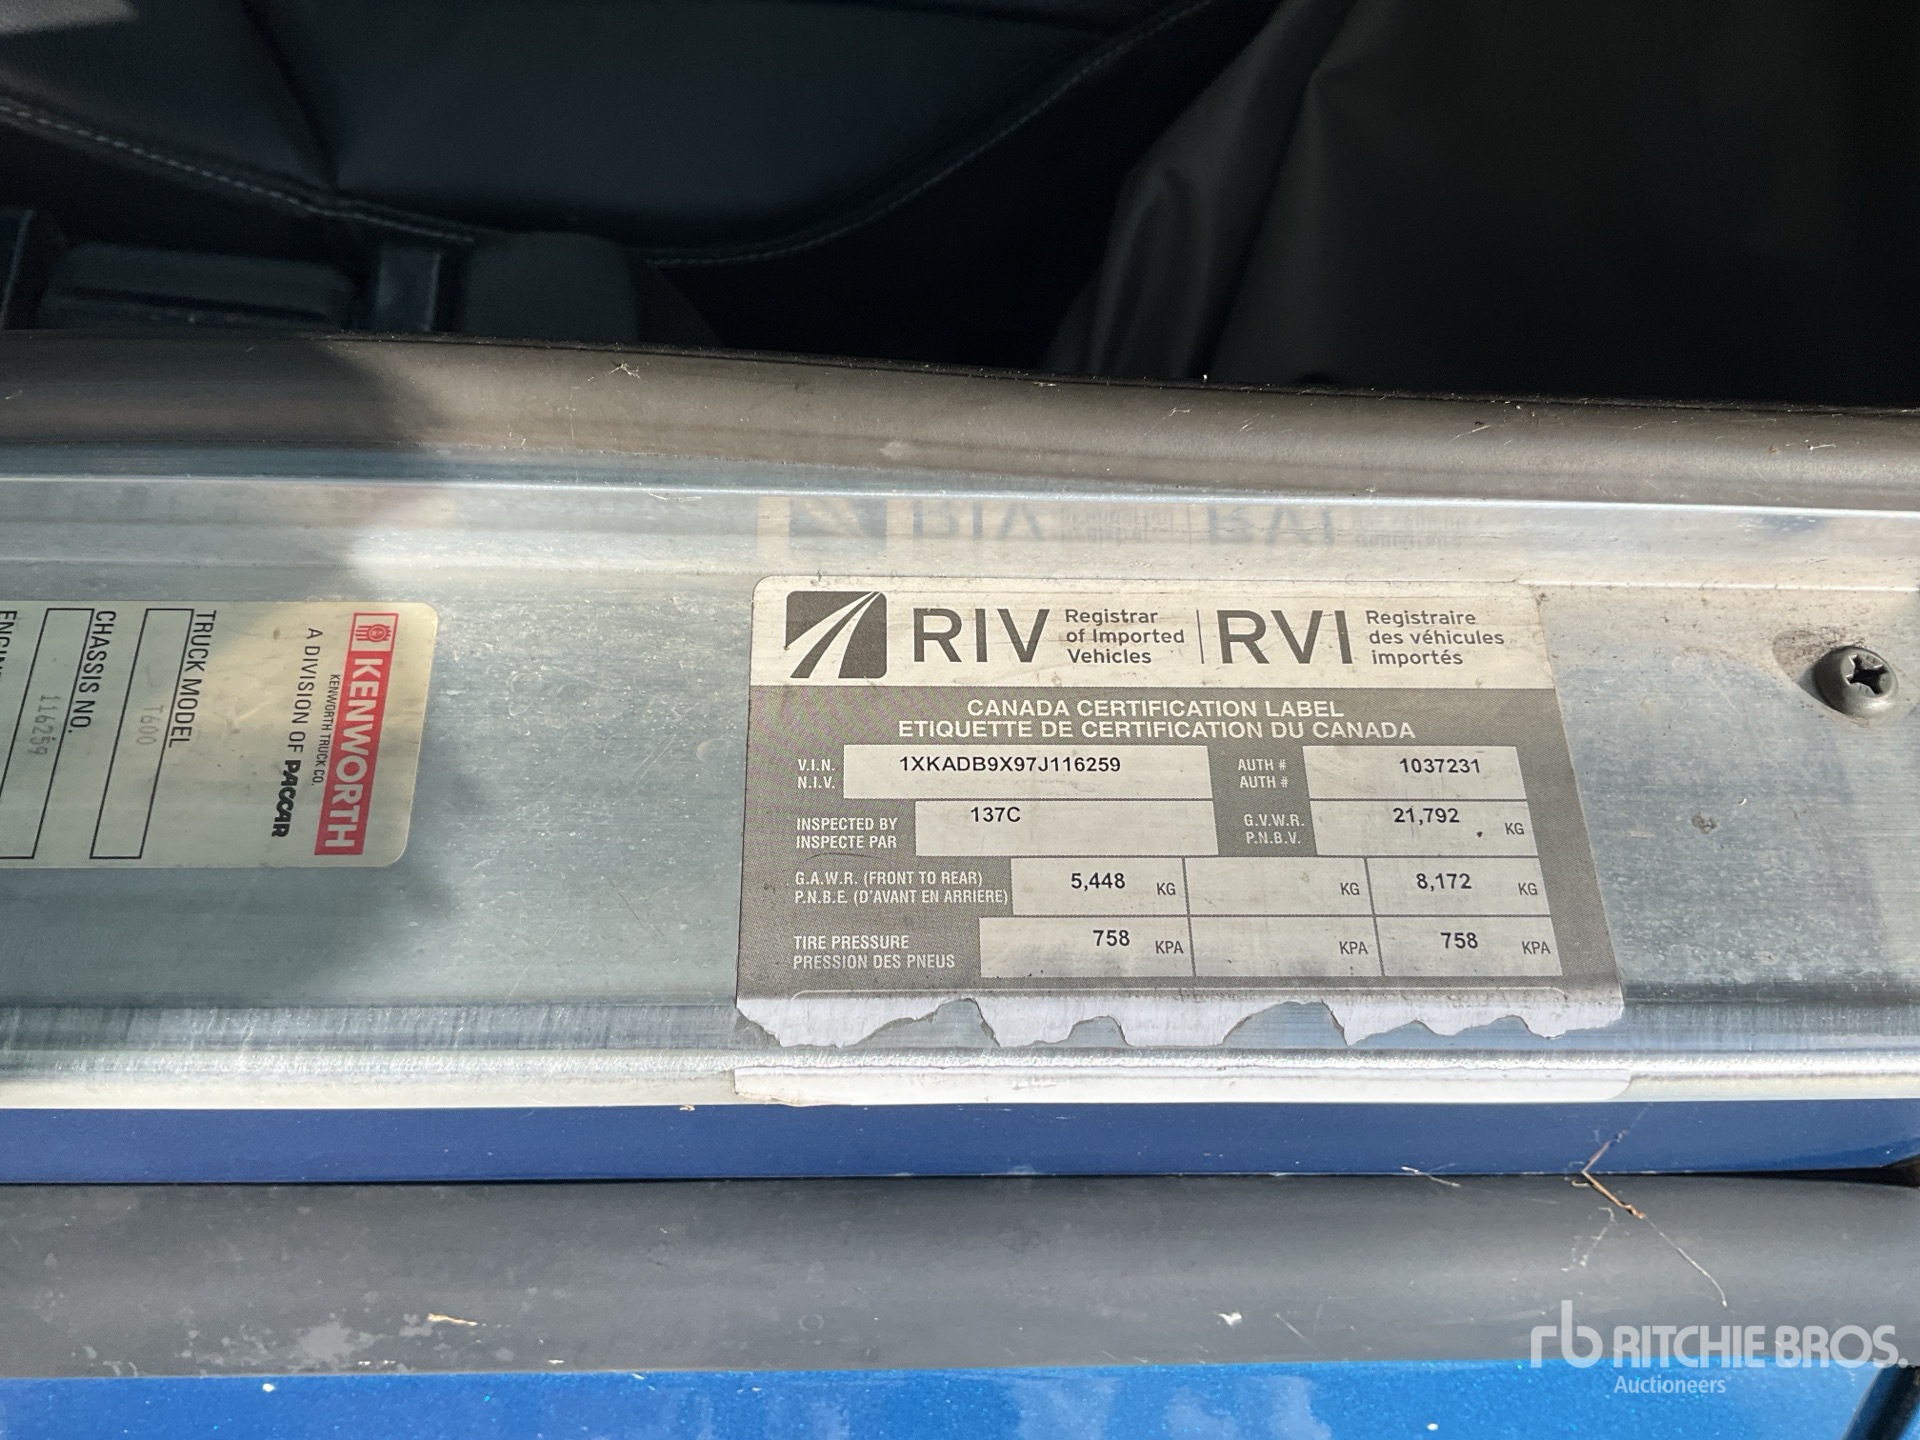 KENWORTH
KENWORTH TRUCK CO.
A DIVISION OF PACCAR
TRUCK MODEL
T600
CHASSIS NO.
116259
RIV Registrar of Imported Vehicles
RVI Registraire des véhicules importés
CANADA CERTIFICATION LABEL
ETIQUETTE DE CERTIFICATION DU CANADA
V.I.N. 1XKADB9X97J116259 AUTH # 1037231
N.I.V. AUTH #
INSPECTED BY 137C G.V.W.R. 21,792 KG
INSPECTE PAR P.N.B.V.
G.A.W.R. (FRONT TO REAR) 5,448 KG KG 8,172 KG
P.N.B.E. (D'AVANT EN ARRIERE)
TIRE PRESSURE 758 KPA KPA 758 KPA
PRESSION DES PNEUS
rb RITCHIE BROS.
Auctioneers